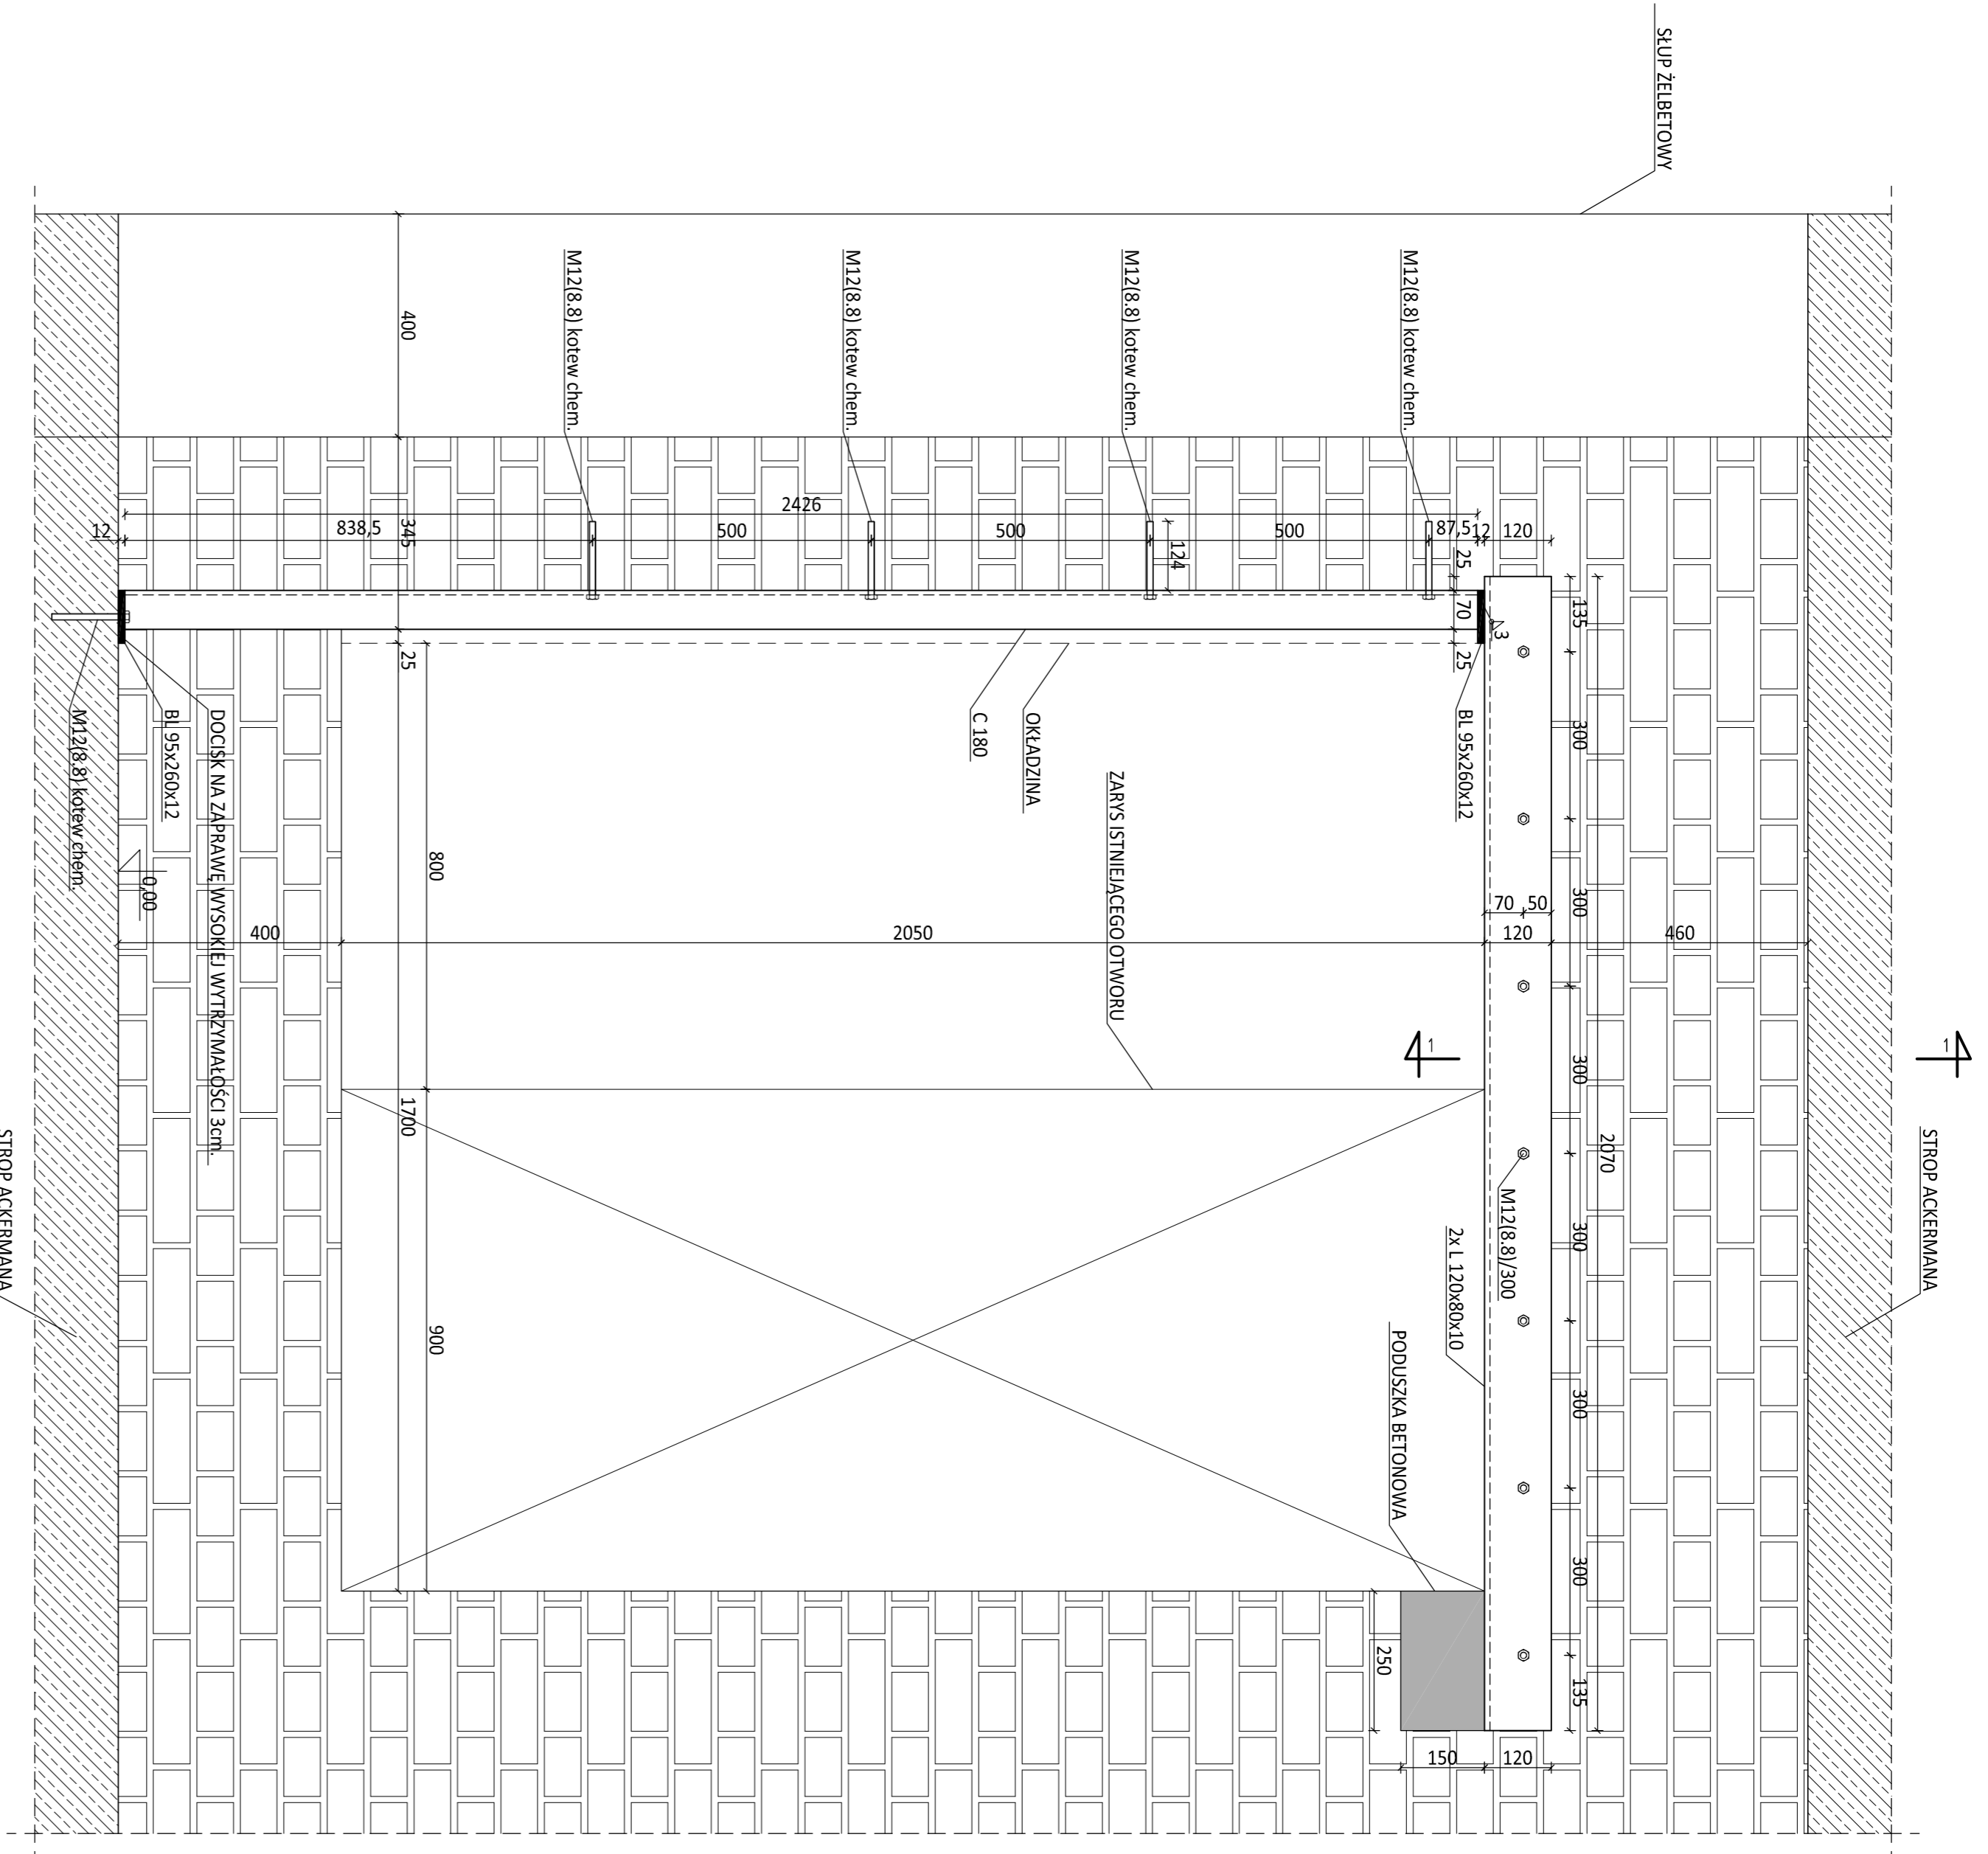 SŁUP ŻELBETOWY
STROP ACKERMANA
1
460
2070
135
300
300
300
300
300
300
135
120
50
70
120
120
M12(8.8)/300
2x L 120x80x10
PODUSZKA BETONOWA
150
250
M12(8.8) kotew chem.
M12(8.8) kotew chem.
M12(8.8) kotew chem.
M12(8.8) kotew chem.
12
87,5
500
500
500
838,5
12
2426
124
25
70
25
3
BL 95x260x12
1
ZARYS ISTNIEJĄCEGO OTWORU
OKŁADZINA
C 180
2050
400
800
900
400
345
25
1700
DOCISK NA ZAPRAWĘ WYSOKIEJ WYTRZYMAŁOŚCI 3cm.
BL 95x260x12
0,00
M12(8.8) kotew chem.
STROP ACKERMANA